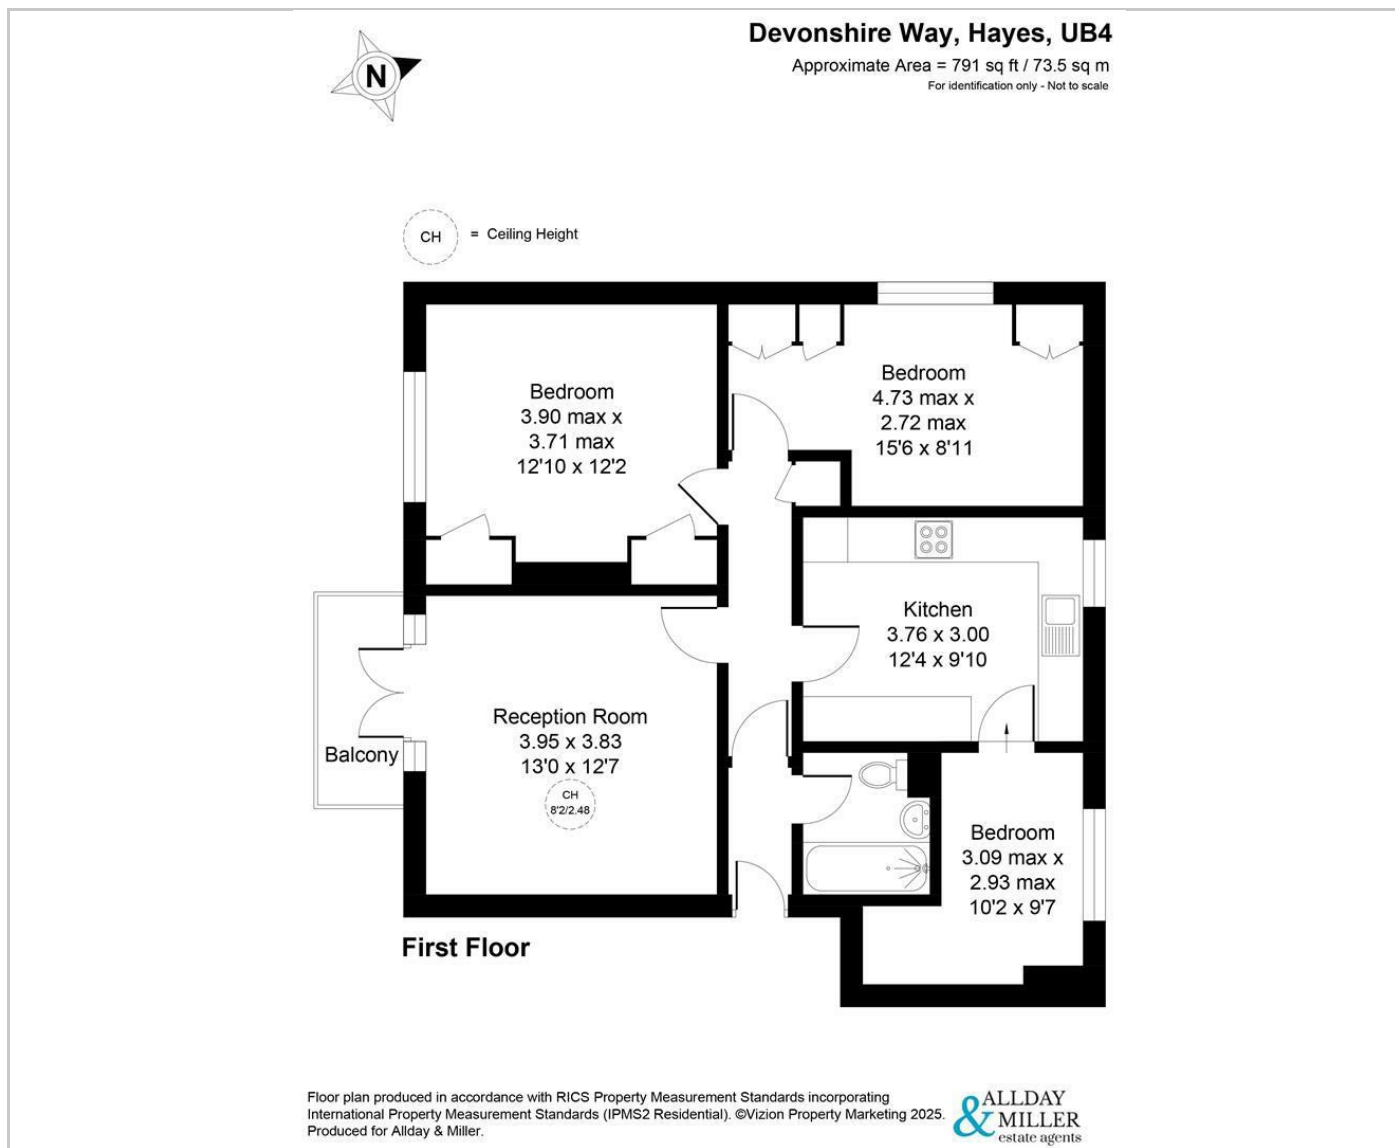 Devonshire Way, Hayes, UB4
Approximate Area = 791 sq ft / 73.5 sq m
For identification only - Not to scale
N
CH
= Ceiling Height
Bedroom
3.90 max x
3.71 max
12'10 x 12'2
Bedroom
4.73 max x
2.72 max
15'6 x 8'11
Kitchen
3.76 x 3.00
12'4 x 9'10
Reception Room
3.95 x 3.83
13'0 x 12'7
CH
8'2/2.48
Balcony
Bedroom
3.09 max x
2.93 max
10'2 x 9'7
First Floor
Floor plan produced in accordance with RICS Property Measurement Standards incorporating
International Property Measurement Standards (IPMS2 Residential). ©Vizion Property Marketing 2025.
Produced for Allday & Miller.
ALLDAY
& MILLER
estate agents